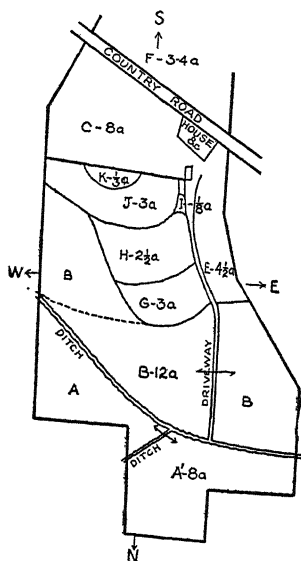 S
F-3-4a
COUNTRY ROAD
HOUSE
&C
C-8a
K-⅓a
J-3a
I-⅛a
H-2½a
E-4½a
W
B
E
G-3a
DITCH
B-12a
DRIVEWAY
B
A
DITCH
A'-8a
N